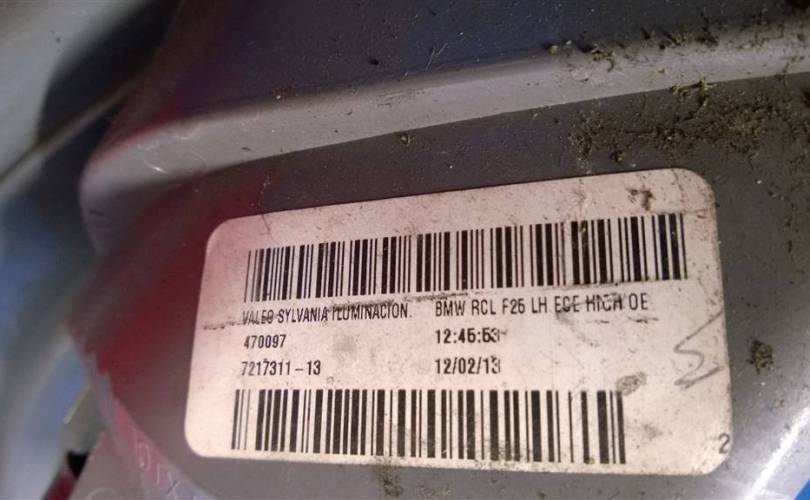 VALEO SYLVANIA ILUMINACION. BMW RCL F25 LH ECE HIGH OE
470097 12:45:53
7217311-13 12/02/13
2